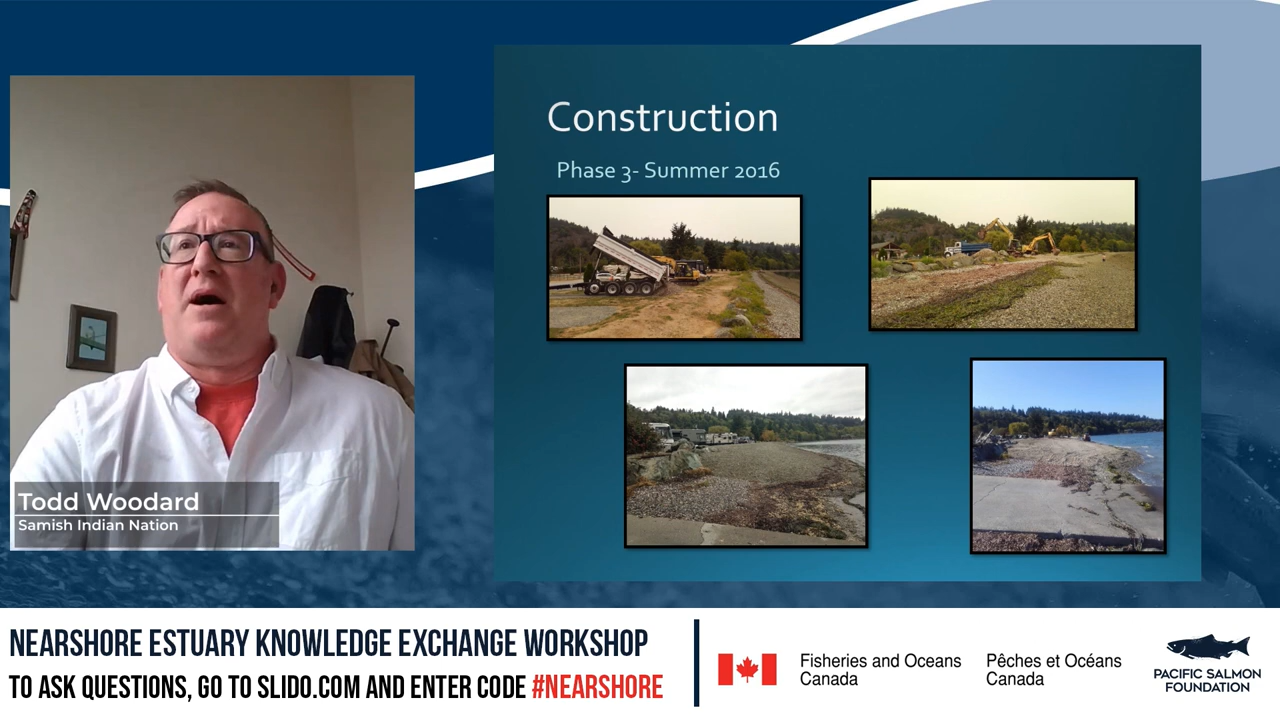 Construction
Phase 3- Summer 2016
Todd Woodard
Samish Indian Nation
NEARSHORE ESTUARY KNOWLEDGE EXCHANGE WORKSHOP
TO ASK QUESTIONS, GO TO SLIDO.COM AND ENTER CODE #NEARSHORE
Fisheries and Oceans
Canada
Pêches et Océans
Canada
PACIFIC SALMON
FOUNDATION